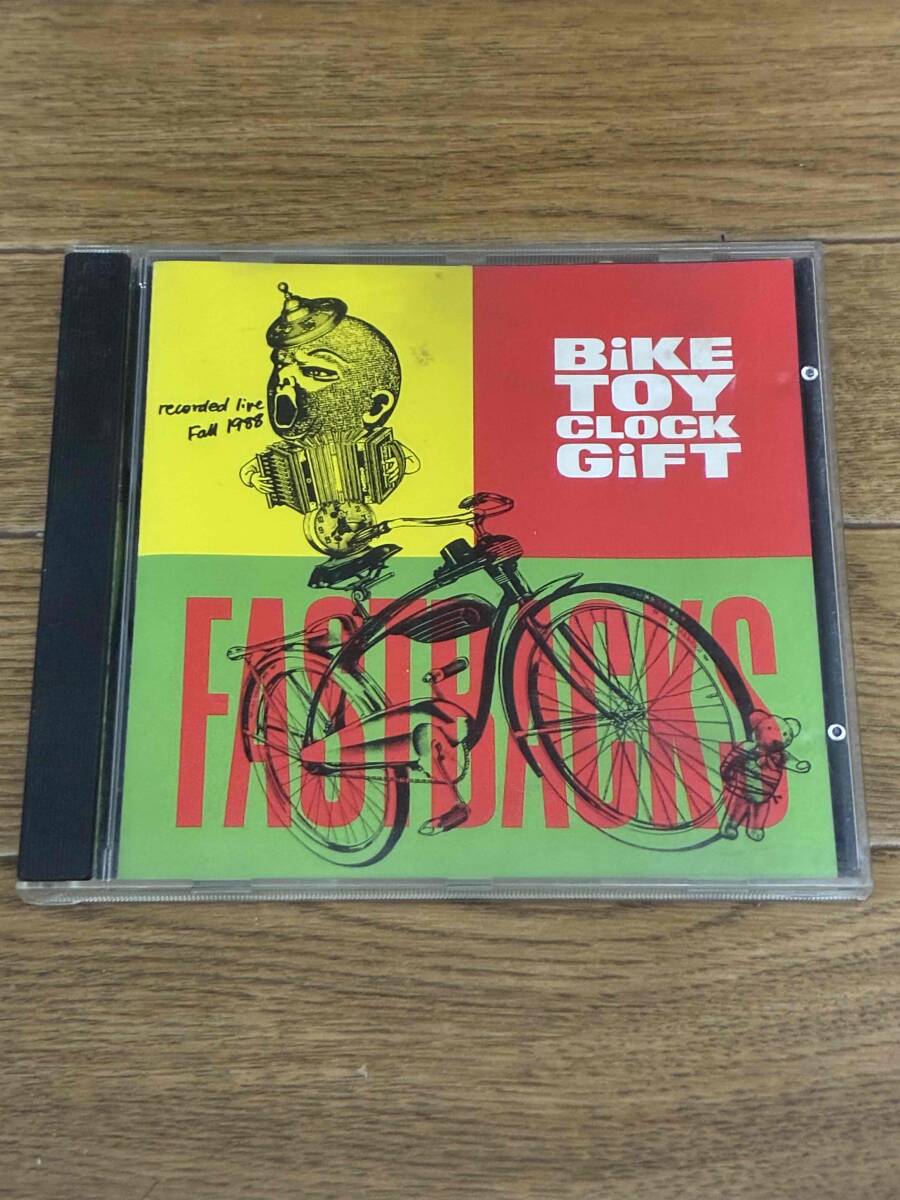 recorded live
Fall 1988
BiKE
TOY
CLOCK
GiFT
FASTBACKS